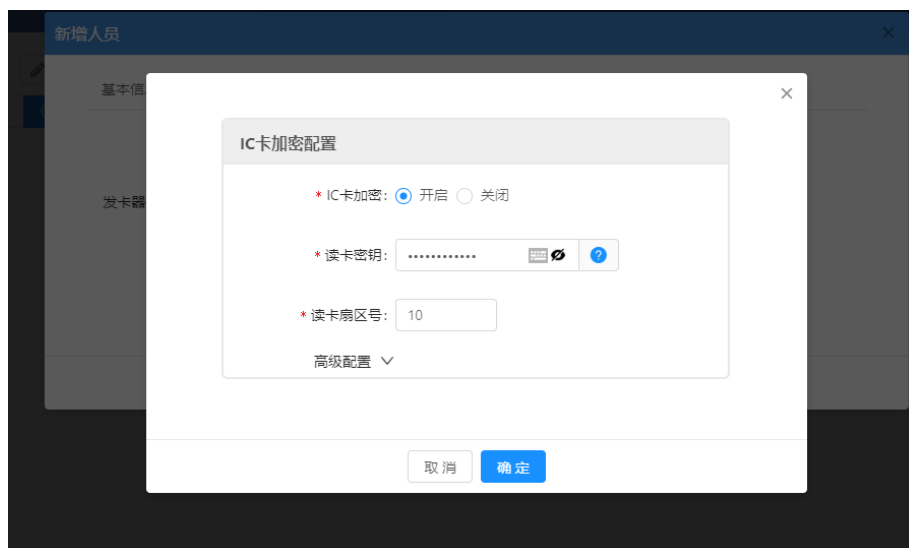 新增人员
基本信
IC卡加密配置
* IC卡加密: 开启 关闭
发卡器
* 读卡密钥: ............
* 读卡扇区号: 10
高级配置
取消 确定